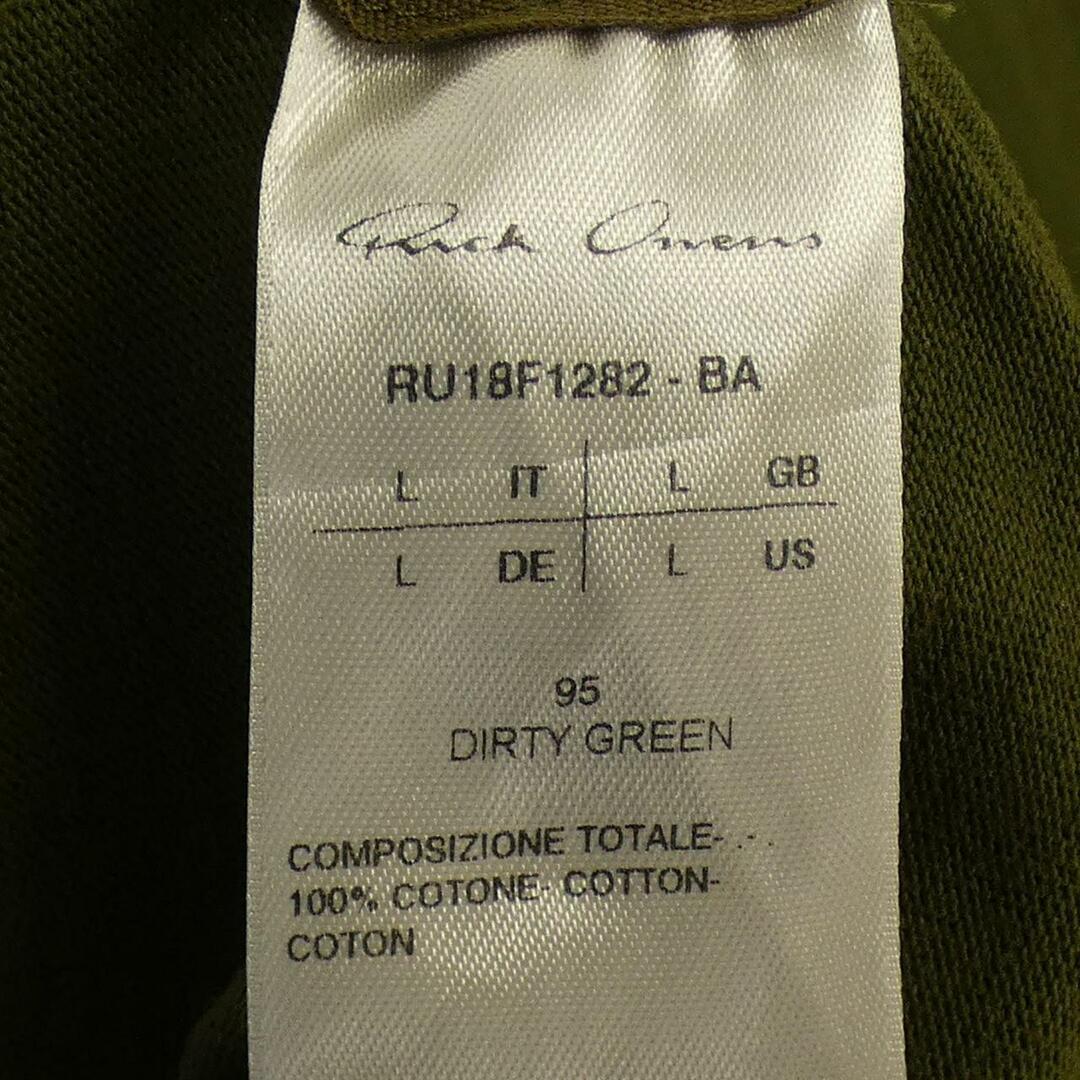 Rick Owens
RU18F1282 - BA
L IT L GB
L DE L US
95
DIRTY GREEN
COMPOSIZIONE TOTALE- .-.
100% COTONE- COTTON-
COTON